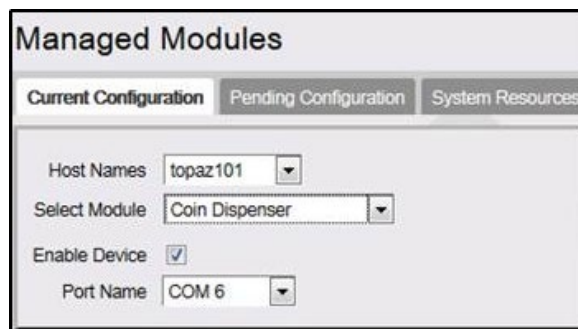 Managed Modules
Current Configuration Pending Configuration System Resources
Host Names topaz101
Select Module Coin Dispenser
Enable Device
Port Name COM 6